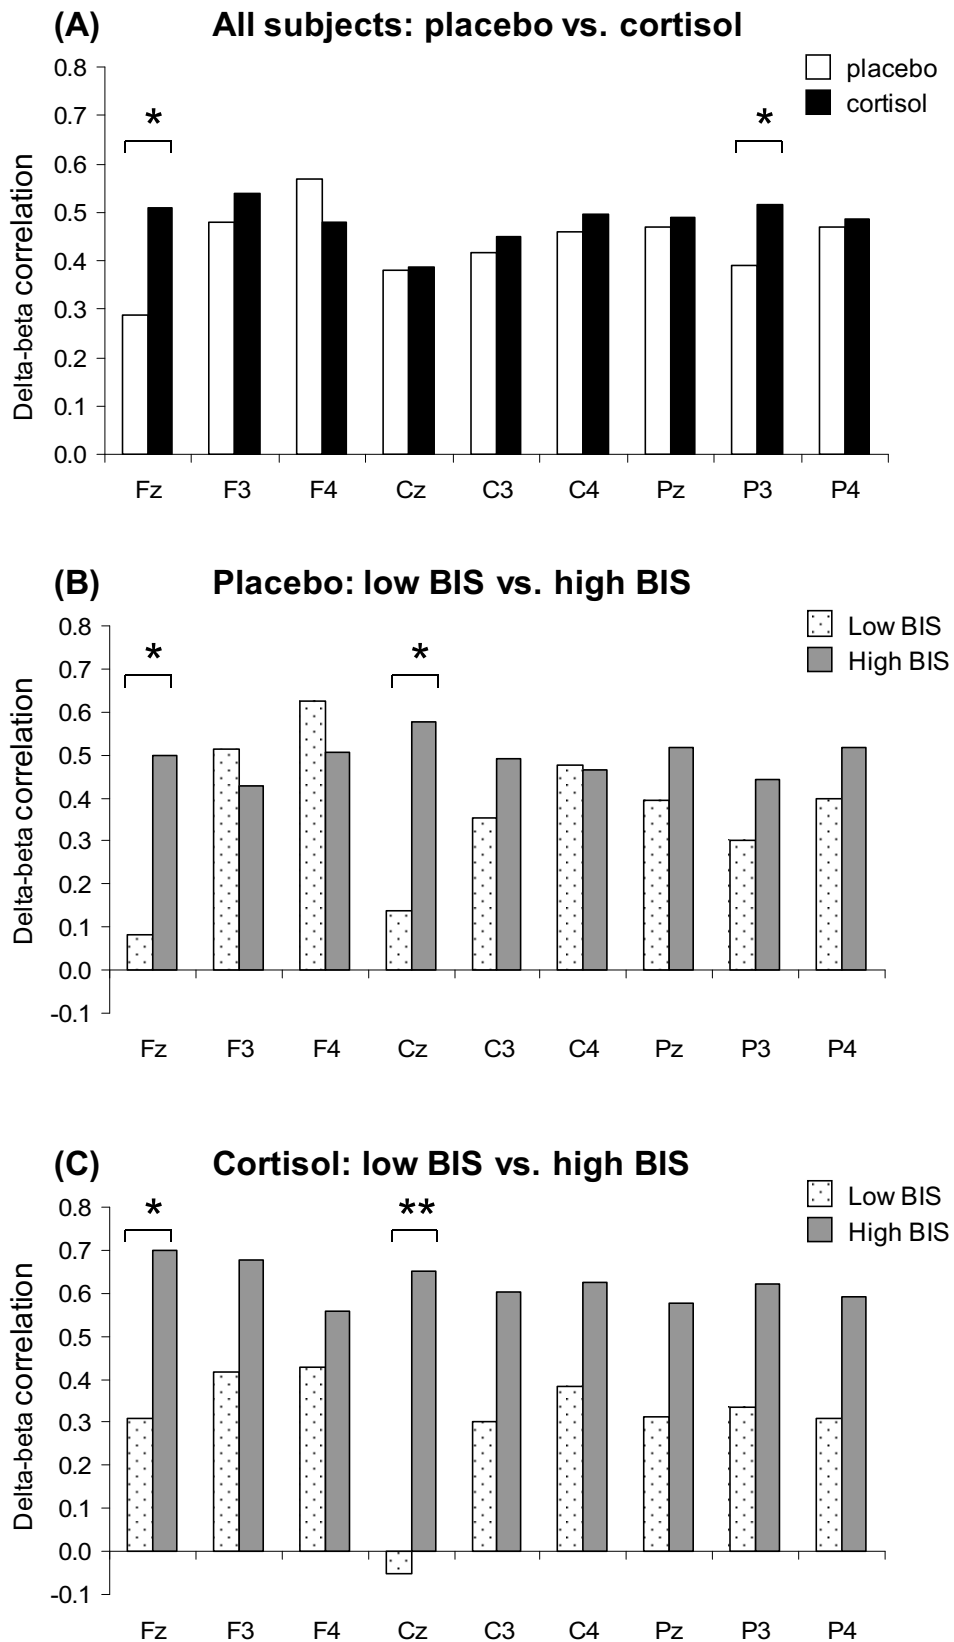 (A) All subjects: placebo vs. cortisol
placebo
cortisol
Delta-beta correlation
0.8
0.7
0.6
0.5
0.4
0.3
0.2
0.1
0.0
* *
Fz F3 F4 Cz C3 C4 Pz P3 P4
(B) Placebo: low BIS vs. high BIS
Low BIS
High BIS
Delta-beta correlation
0.8
0.7
0.6
0.5
0.4
0.3
0.2
0.1
0.0
-0.1
* *
Fz F3 F4 Cz C3 C4 Pz P3 P4
(C) Cortisol: low BIS vs. high BIS
Low BIS
High BIS
Delta-beta correlation
0.8
0.7
0.6
0.5
0.4
0.3
0.2
0.1
0.0
-0.1
* **
Fz F3 F4 Cz C3 C4 Pz P3 P4